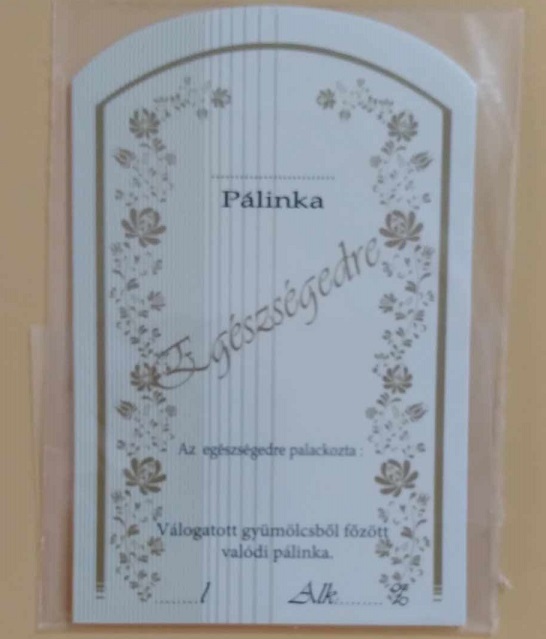 ..............................
Pálinka
Egészségedre
Az egészségedre palackozta :
Válogatott gyümölcsből főzött
valódi pálinka.
........l Alk......... %